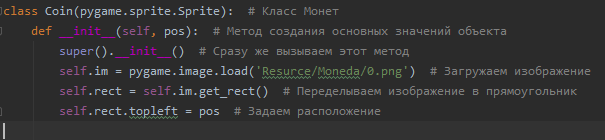 class Coin(pygame.sprite.Sprite):  # Класс Монет
    def __init__(self, pos):  # Метод создания основных значений объекта
        super().__init__()  # Сразу же вызываем этот метод
        self.im = pygame.image.load('Resurce/Moneda/0.png')  # Загружаем изображение
        self.rect = self.im.get_rect()  # Переделываем изображение в прямоугольник
        self.rect.topleft = pos  # Задаем расположение